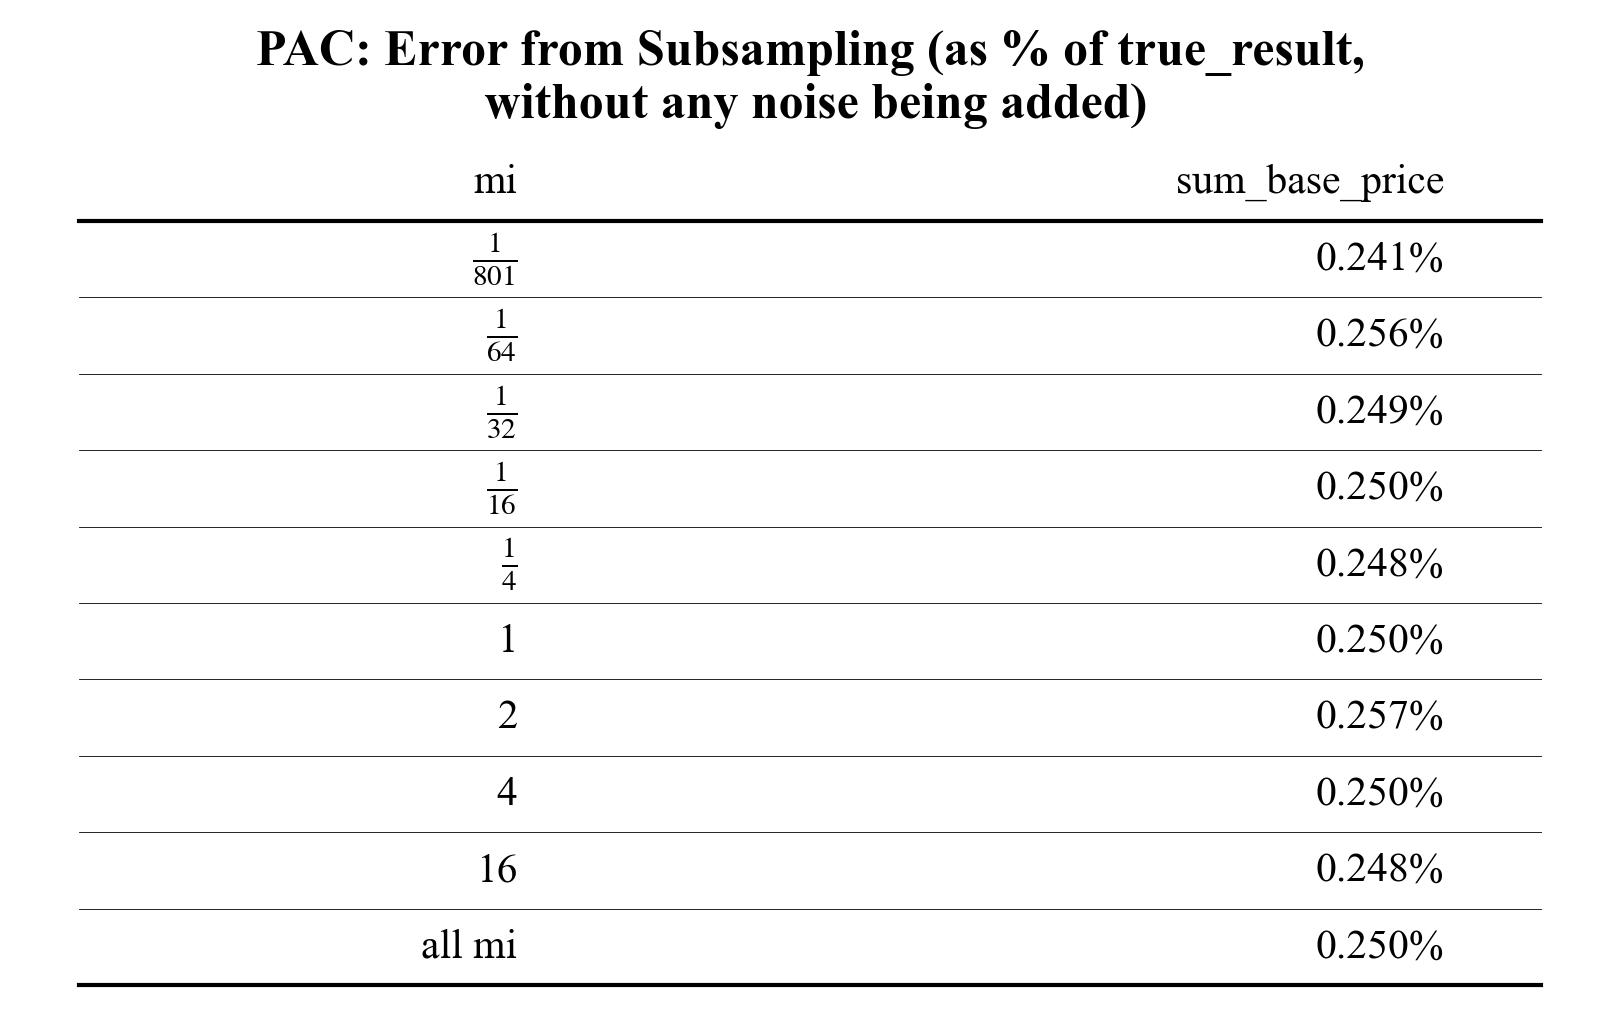 PAC: Error from Subsampling (as % of true_result,
without any noise being added)
mi sum_base_price
1/801 0.241%
1/64 0.256%
1/32 0.249%
1/16 0.250%
1/4 0.248%
1 0.250%
2 0.257%
4 0.250%
16 0.248%
all mi 0.250%